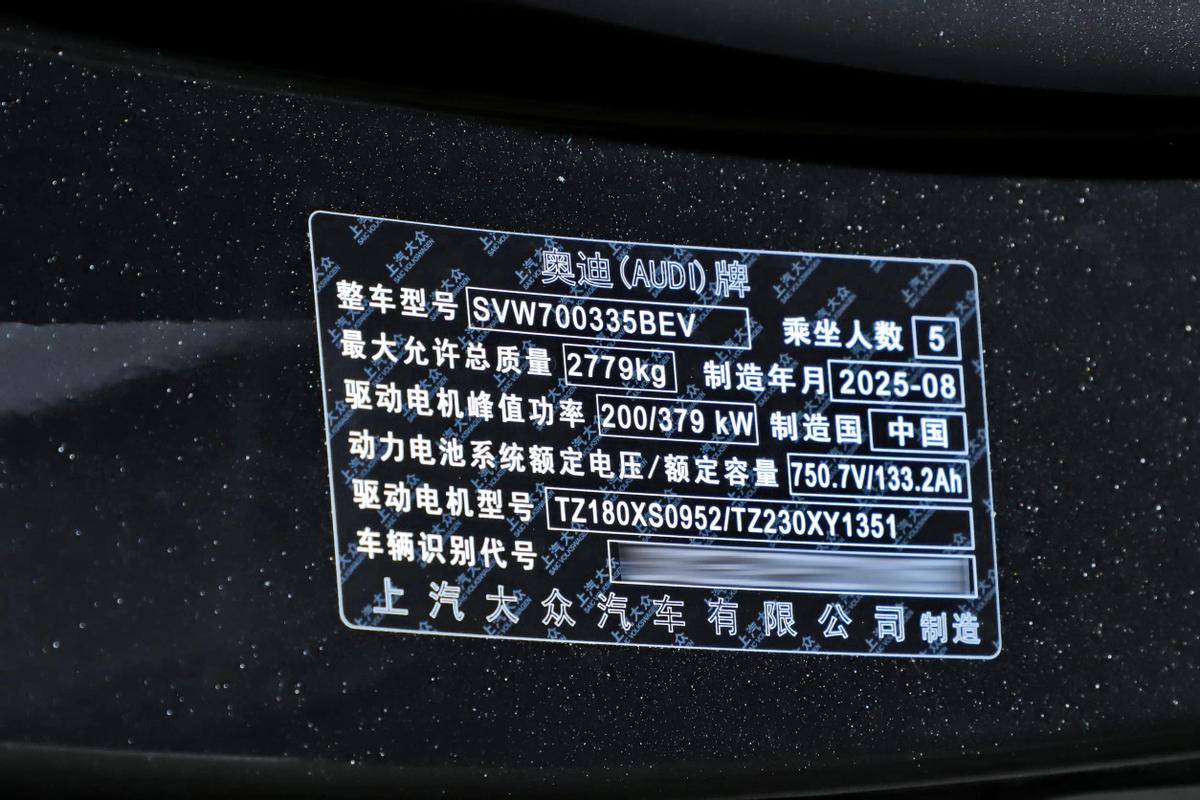 奥迪(AUDI)牌
整车型号 SVW700335BEV 乘坐人数 5
最大允许总质量 2779kg 制造年月 2025-08
驱动电机峰值功率 200/379 kW 制造国 中国
动力电池系统额定电压/额定容量 750.7V/133.2Ah
驱动电机型号 TZ180XS0952/TZ230XY1351
车辆识别代号
上汽大众汽车有限公司制造